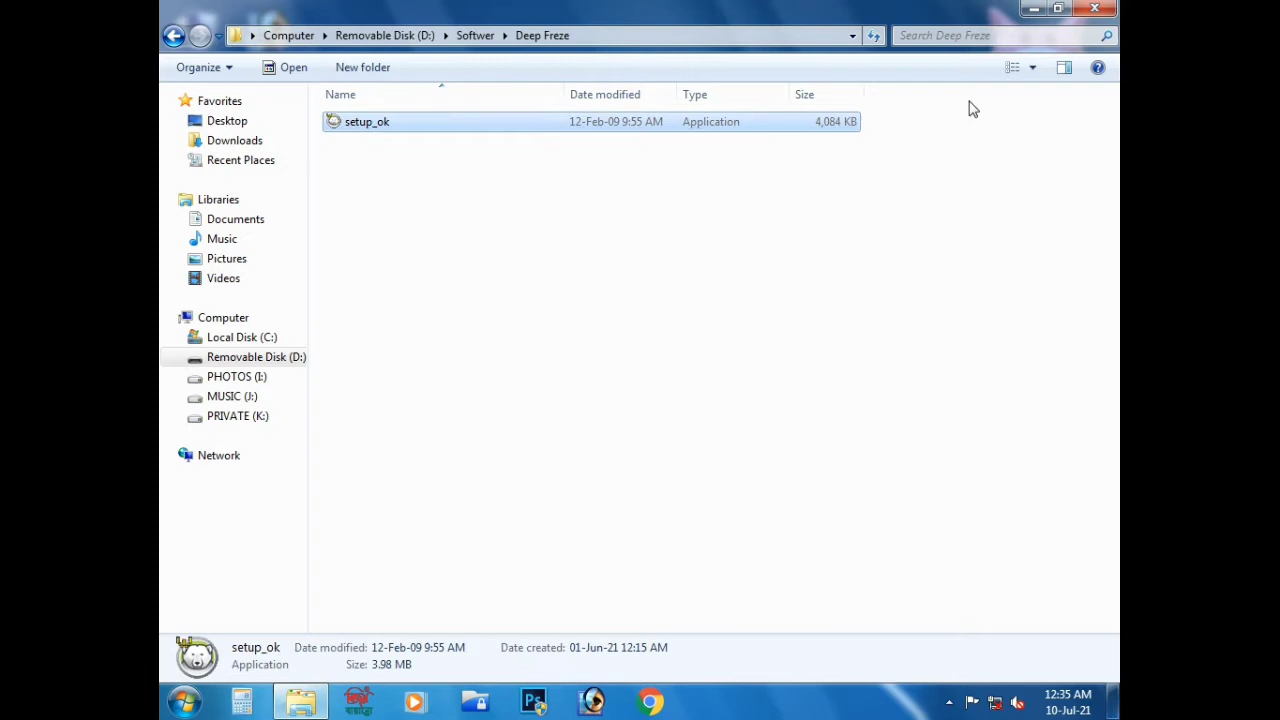 Computer Removable Disk (D:) Softwer Deep Freze
Search Deep Freze
Organize Open New folder
Name Date modified Type Size
setup_ok 12-Feb-09 9:55 AM Application 4,084 KB
Favorites
Desktop
Downloads
Recent Places
Libraries
Documents
Music
Pictures
Videos
Computer
Local Disk (C:)
Removable Disk (D:)
PHOTOS (I:)
MUSIC (J:)
PRIVATE (K:)
Network
setup_ok Date modified: 12-Feb-09 9:55 AM Date created: 01-Jun-21 12:15 AM
Application Size: 3.98 MB
Ps
12:35 AM
10-Jul-21